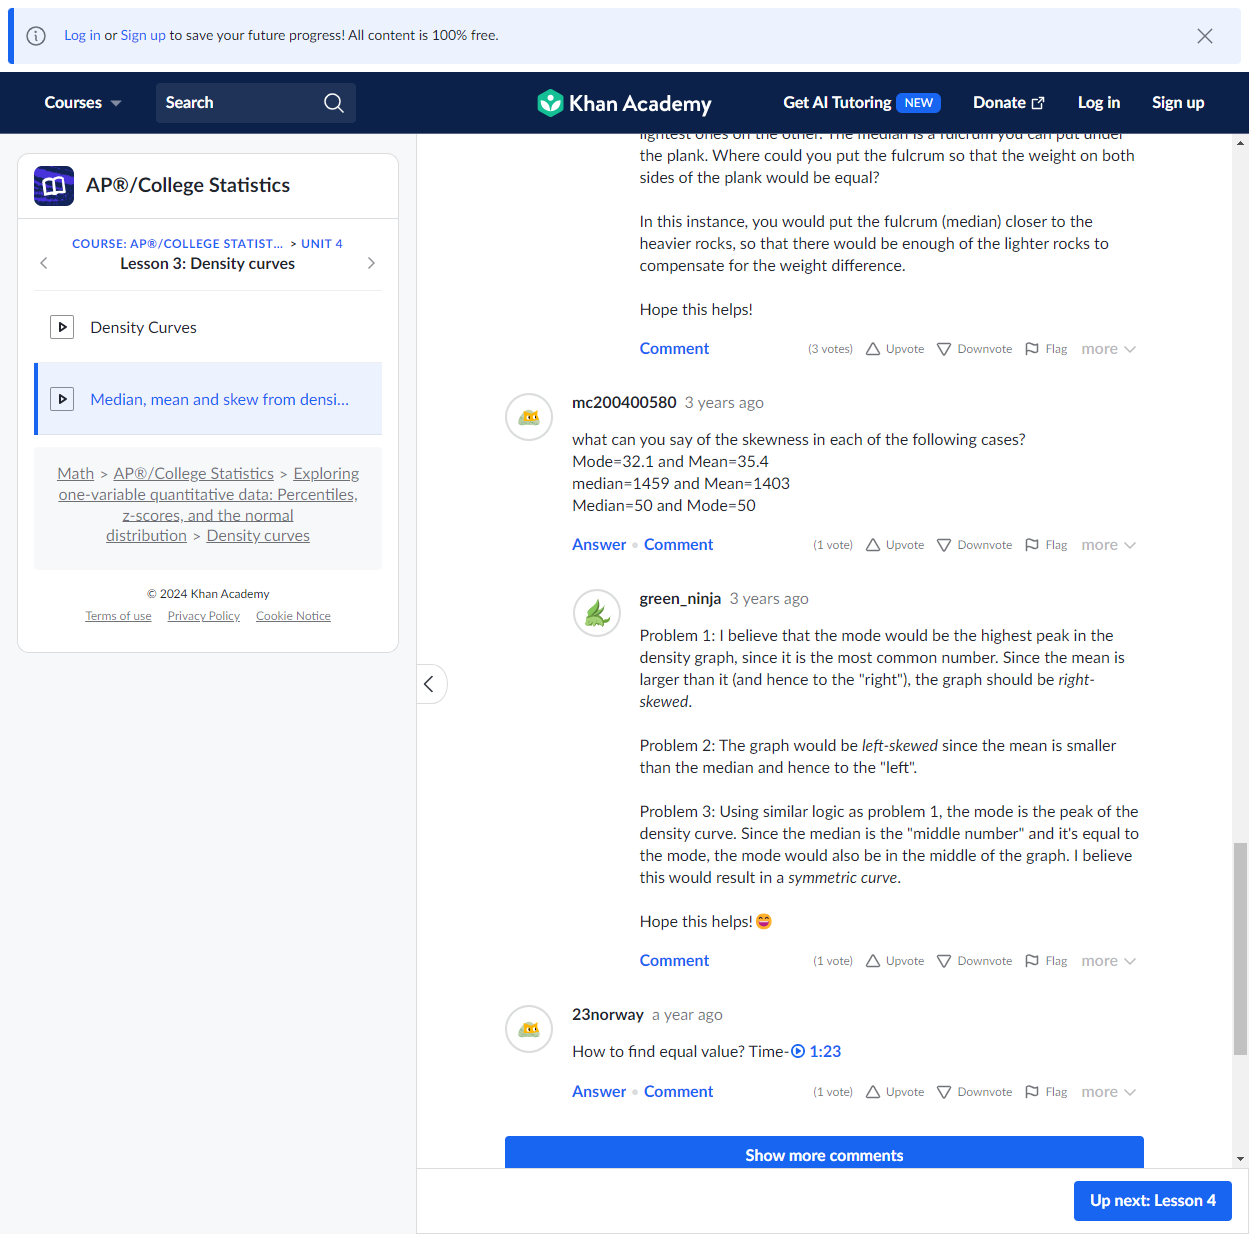 Log in or Sign up to save your future progress! All content is 100% free.
Courses
Search
Khan Academy
Get AI Tutoring NEW
Donate
Log in
Sign up
AP®/College Statistics
COURSE: AP®/COLLEGE STATIST... > UNIT 4
Lesson 3: Density curves
Density Curves
Median, mean and skew from densi...
Math > AP®/College Statistics > Exploring
one-variable quantitative data: Percentiles,
z-scores, and the normal
distribution > Density curves
© 2024 Khan Academy
Terms of use Privacy Policy Cookie Notice
lightest ones on the other. The median is a fulcrum you can put under
the plank. Where could you put the fulcrum so that the weight on both
sides of the plank would be equal?
In this instance, you would put the fulcrum (median) closer to the
heavier rocks, so that there would be enough of the lighter rocks to
compensate for the weight difference.
Hope this helps!
Comment (3 votes) Upvote Downvote Flag more
mc200400580 3 years ago
what can you say of the skewness in each of the following cases?
Mode=32.1 and Mean=35.4
median=1459 and Mean=1403
Median=50 and Mode=50
Answer • Comment (1 vote) Upvote Downvote Flag more
green_ninja 3 years ago
Problem 1: I believe that the mode would be the highest peak in the
density graph, since it is the most common number. Since the mean is
larger than it (and hence to the "right"), the graph should be right-
skewed.
Problem 2: The graph would be left-skewed since the mean is smaller
than the median and hence to the "left".
Problem 3: Using similar logic as problem 1, the mode is the peak of the
density curve. Since the median is the "middle number" and it's equal to
the mode, the mode would also be in the middle of the graph. I believe
this would result in a symmetric curve.
Hope this helps!😄
Comment (1 vote) Upvote Downvote Flag more
23norway a year ago
How to find equal value? Time- 1:23
Answer • Comment (1 vote) Upvote Downvote Flag more
Show more comments
Up next: Lesson 4